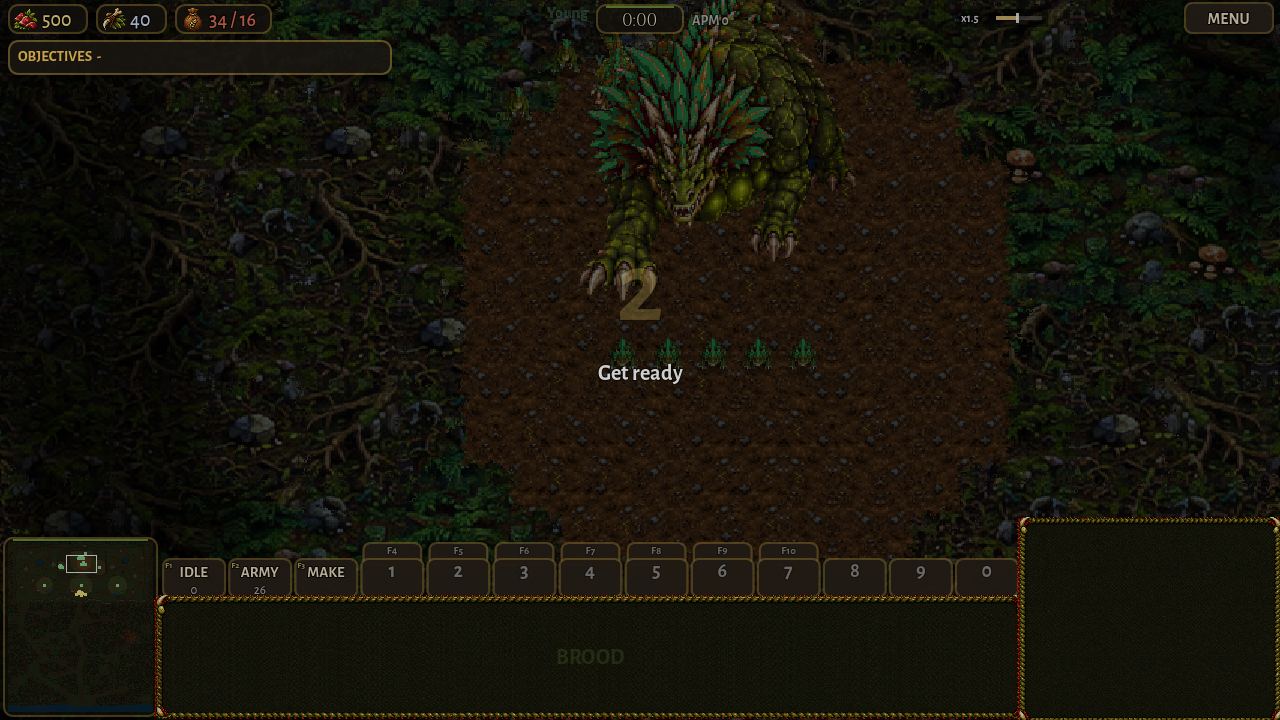 500
40
34 / 16
Young
0:00
APM 0
x1.5
MENU
OBJECTIVES -
2
Get ready
F1 IDLE
0
F2 ARMY
26
F3 MAKE
F4
1
F5
2
F6
3
F7
4
F8
5
F9
6
F10
7
8
9
0
BROOD